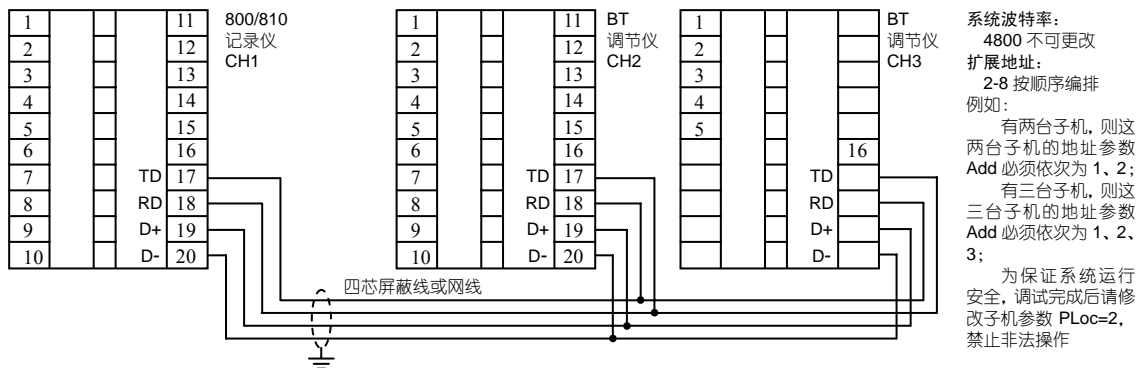 1 11 800/810
2 12 记录仪
3 13 CH1
4 14
5 15
6 16
7 TD 17
8 RD 18
9 D+ 19
10 D- 20
1 11 BT
2 12 调节仪
3 13 CH2
4 14
5 15
6 16
7 TD 17
8 RD 18
9 D+ 19
10 D- 20
1 BT
2 调节仪
3 CH3
4
5
16
TD
RD
D+
D-
四芯屏蔽线或网线
系统波特率：
4800 不可更改
扩展地址：
2-8 按顺序编排
例如：
有两台子机，则这
两台子机的地址参数
Add 必须依次为 1、2；
有三台子机，则这
三台子机的地址参数
Add 必须依次为 1、2、
3；
为保证系统运行
安全，调试完成后请修
改子机参数 PLoc=2，
禁止非法操作